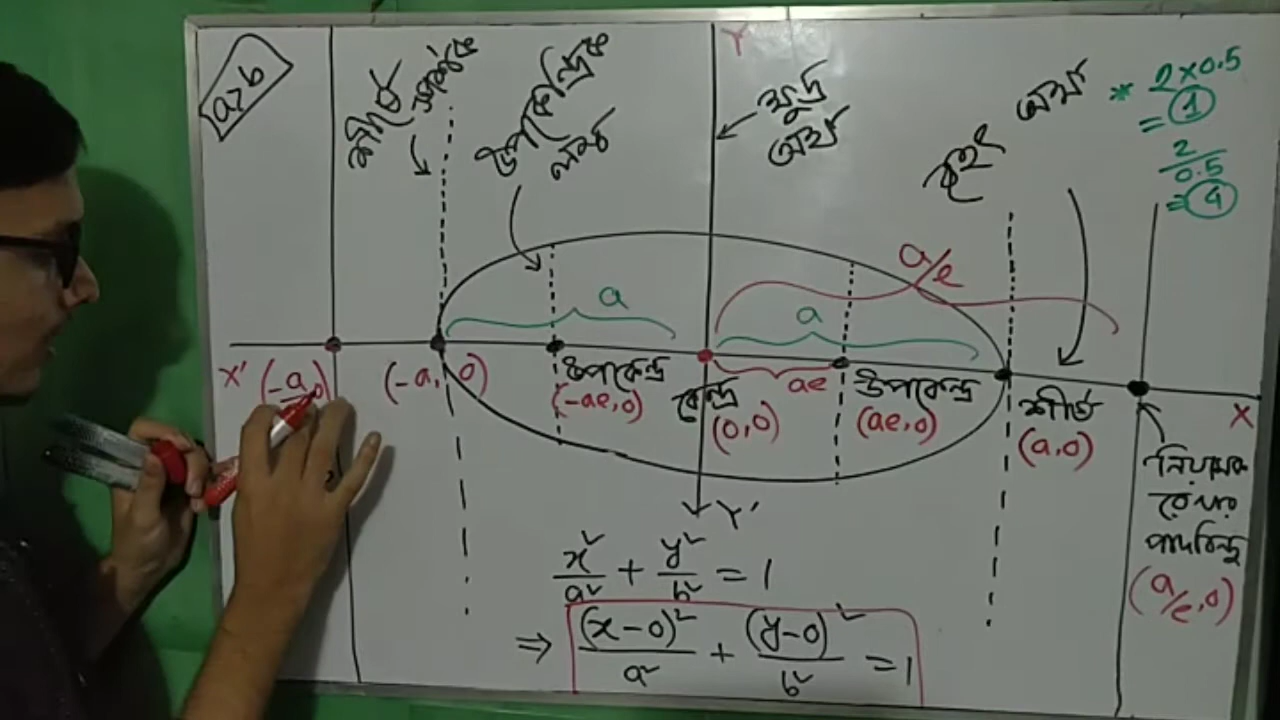 a>b
শীর্ষে
স্পর্শক
উপকেন্দ্রিক
লম্ব
Y
ক্ষুদ্র
অক্ষ
বৃহৎ অক্ষ
* 2×0.5
= 1
2/0.5
= 4
a/e
a
a
X'
(-a, 0)
উপকেন্দ্র
(-ae,0)
কেন্দ্র
(0,0)
ae
উপকেন্দ্র
(ae,0)
শীর্ষ
(a,0)
X
নিয়ামক
রেখার
পাদবিন্দু
(a/e,0)
Y'
x²/a² + y²/b² = 1
⇒ (x-0)²/a² + (y-0)²/b² = 1